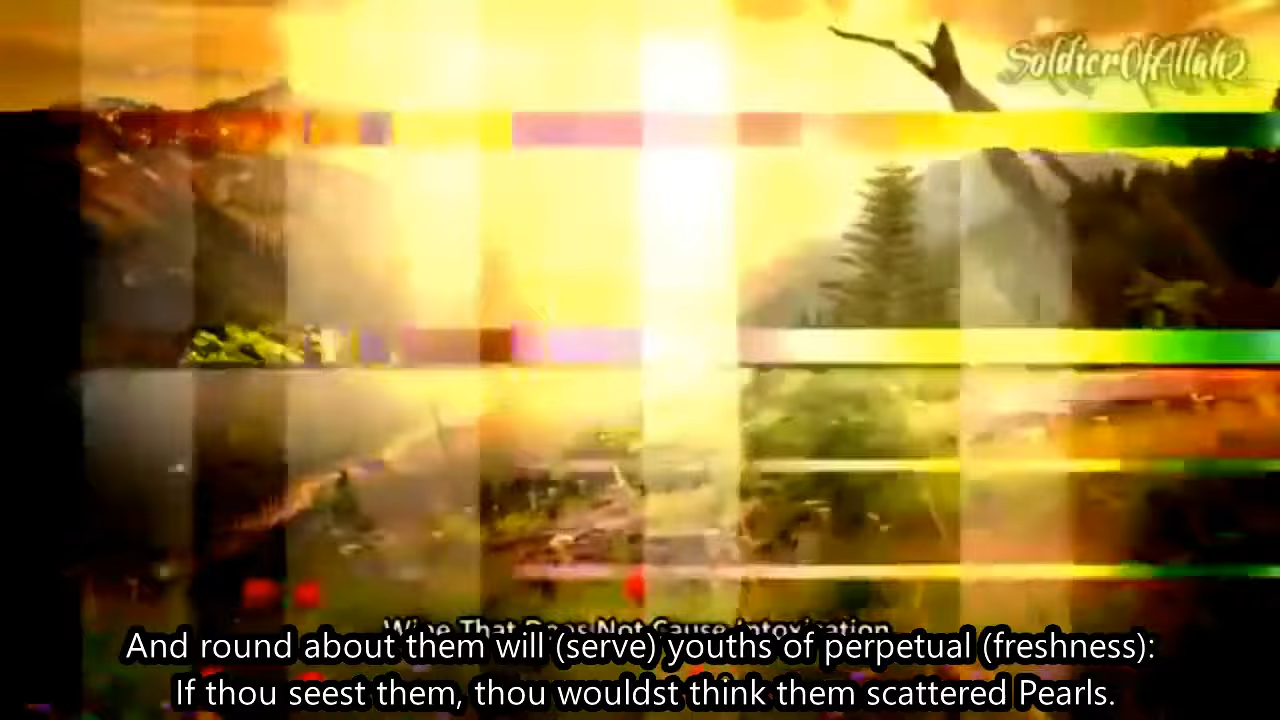 SoldierOfAllah2
Wine That Does Not Cause Intoxication
And round about them will (serve) youths of perpetual (freshness):
If thou seest them, thou wouldst think them scattered Pearls.